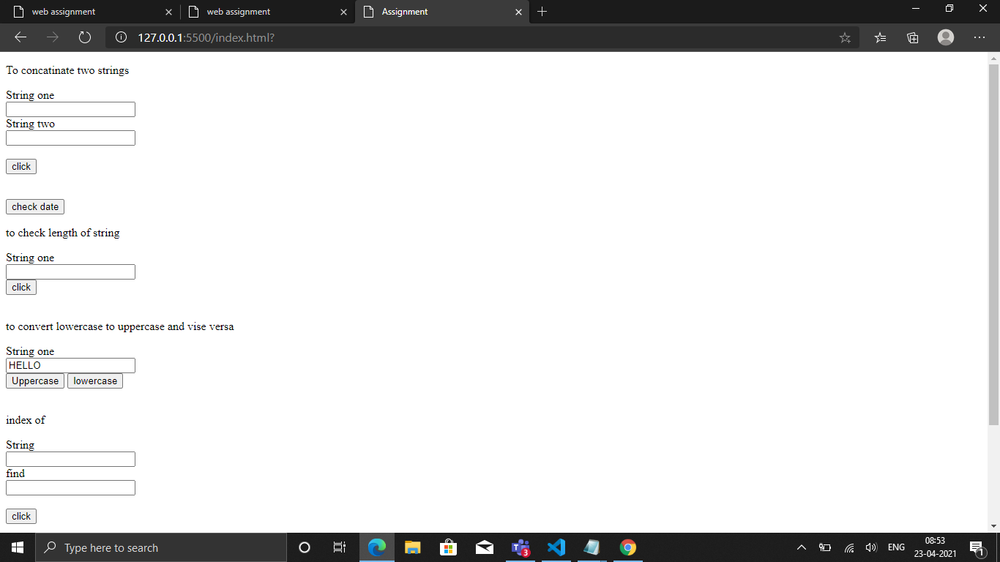 web assignment
web assignment
Assignment
127.0.0.1:5500/index.html?
To concatinate two strings
String one
String two
click
check date
to check length of string
String one
click
to convert lowercase to uppercase and vise versa
String one
HELLO
Uppercase lowercase
index of
String
find
click
Type here to search
3
ENG
08:53
23-04-2021
1